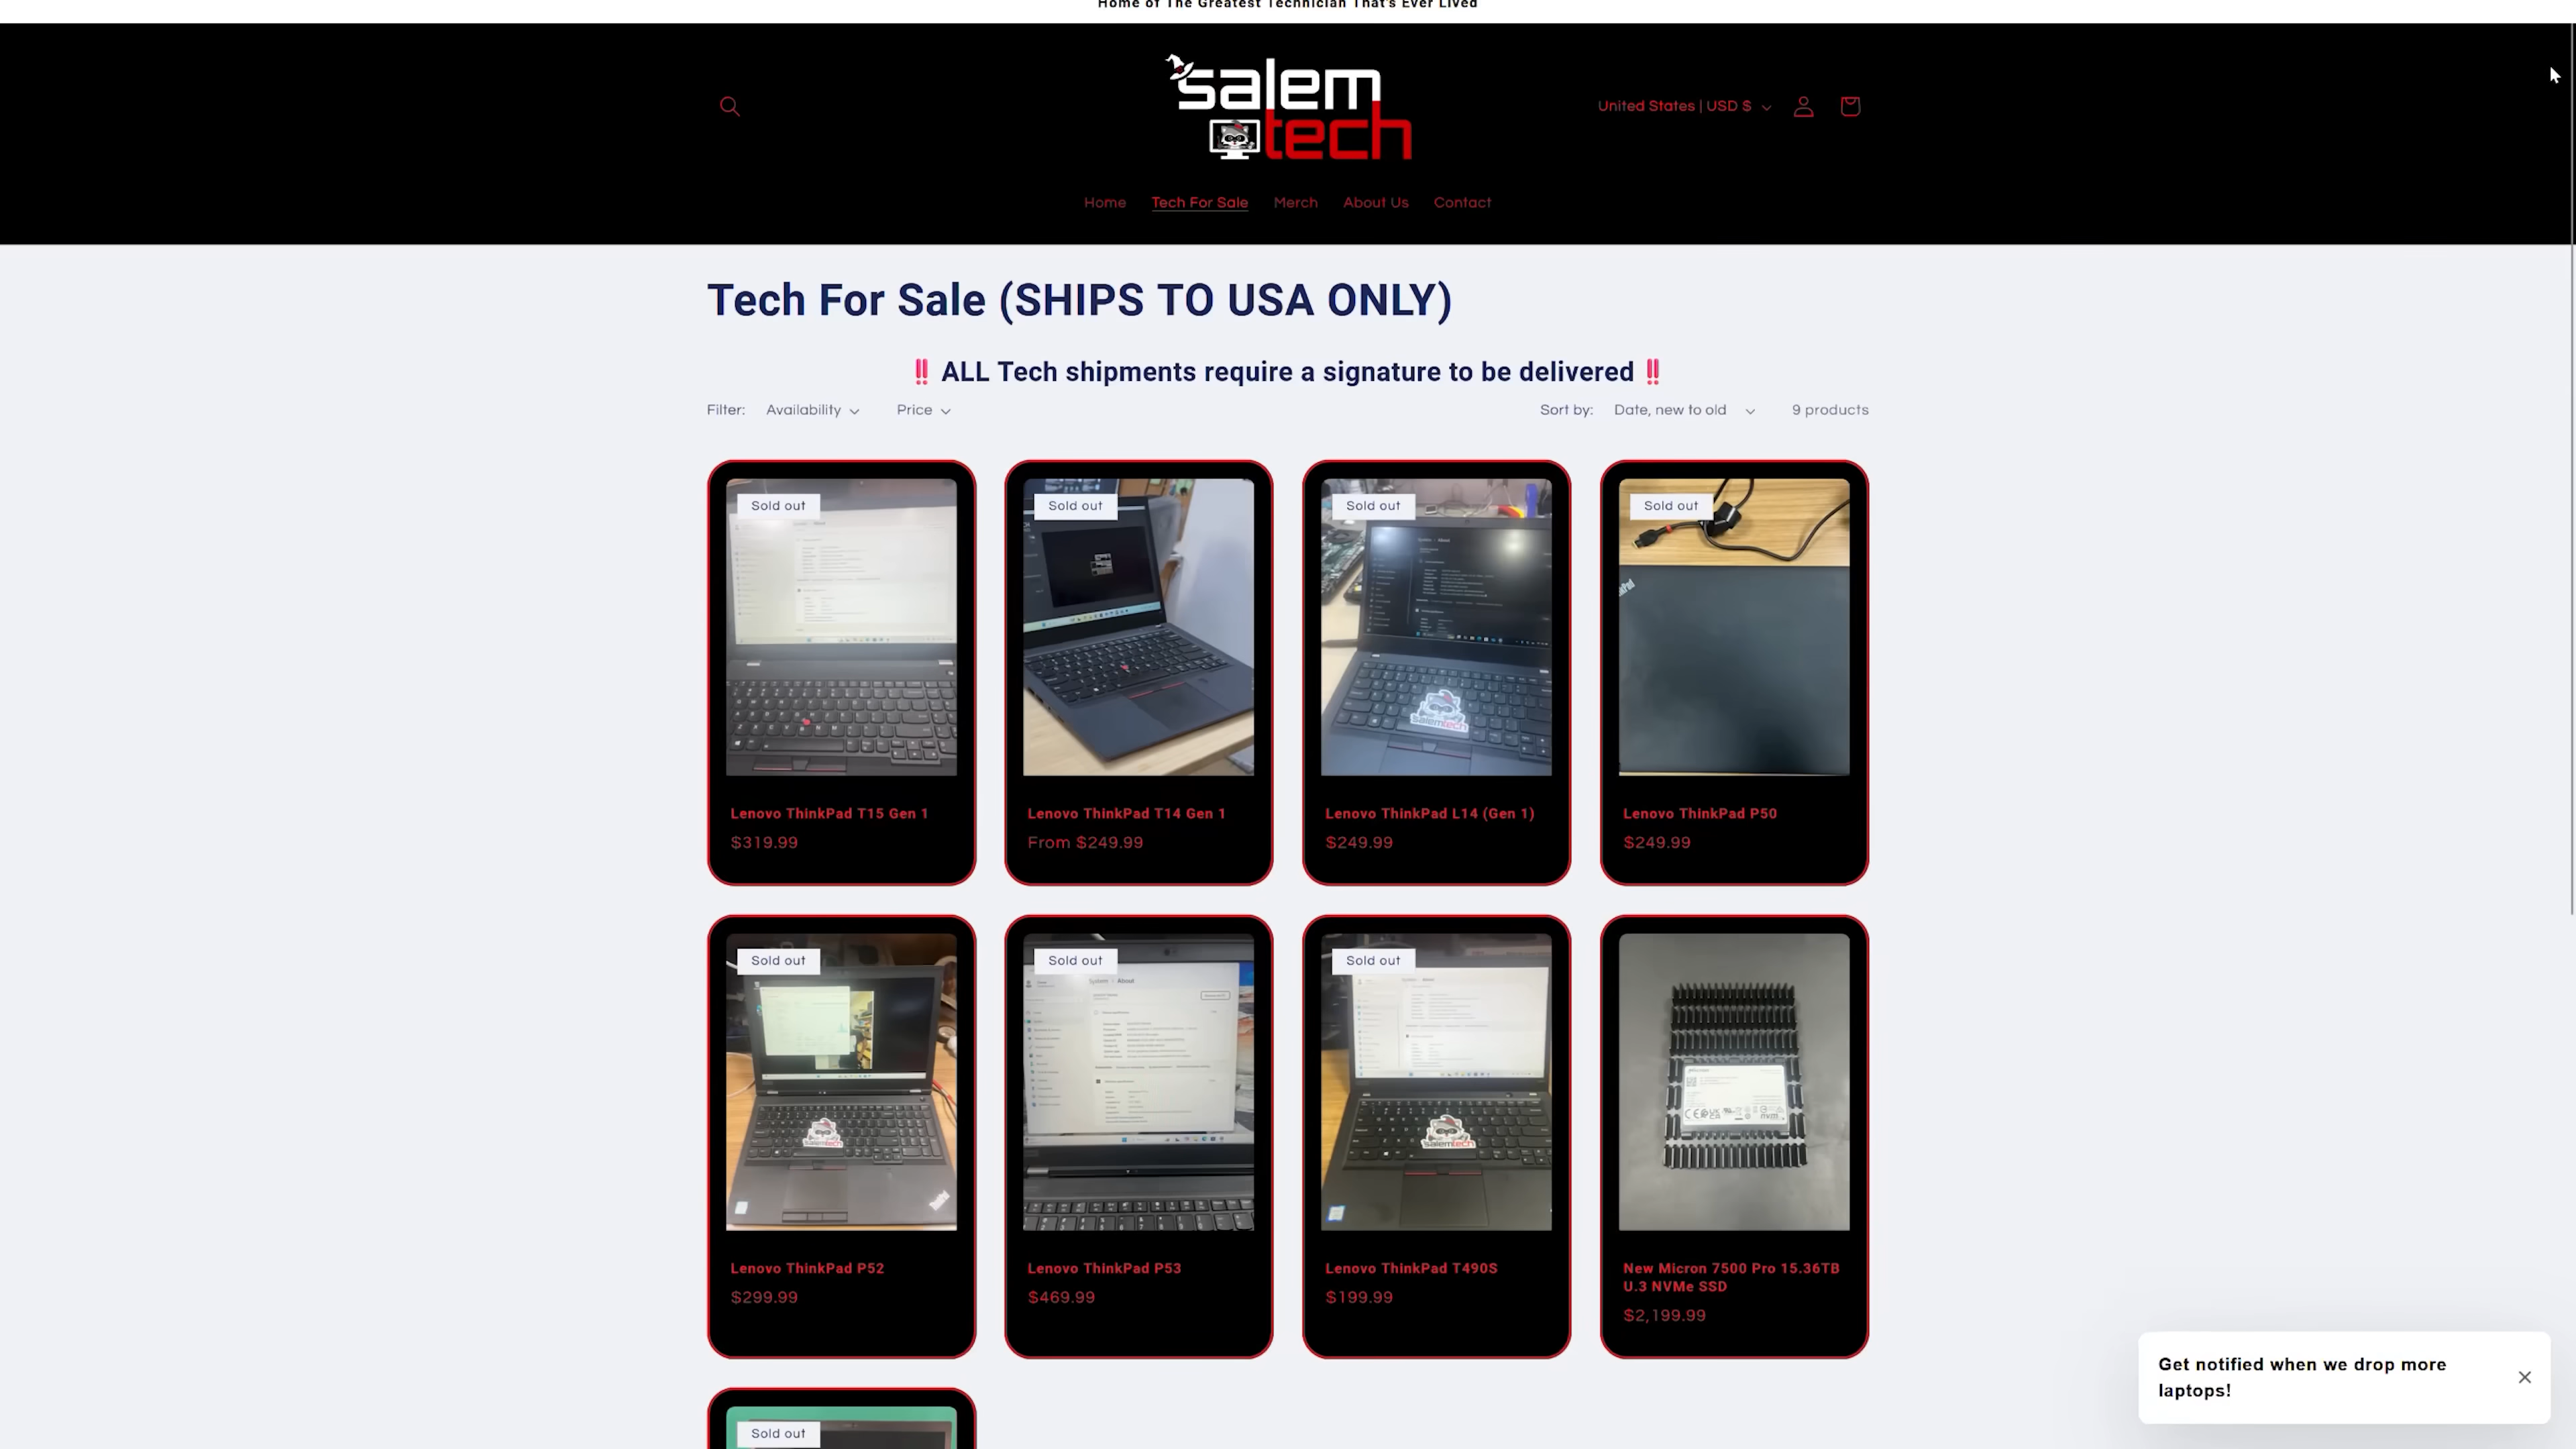 Home of The Greatest Technician That's Ever Lived
salem
tech
United States | USD $
Home Tech For Sale Merch About Us Contact
Tech For Sale (SHIPS TO USA ONLY)
‼ ALL Tech shipments require a signature to be delivered ‼
Filter: Availability Price Sort by: Date, new to old 9 products
Sold out
Lenovo ThinkPad T15 Gen 1
$319.99
Sold out
Lenovo ThinkPad T14 Gen 1
From $249.99
Sold out
salemtech
Lenovo ThinkPad L14 (Gen 1)
$249.99
Sold out
Lenovo ThinkPad P50
$249.99
Sold out
salemtech
ThinkPad
Lenovo ThinkPad P52
$299.99
Sold out
System > About
Lenovo ThinkPad P53
$469.99
Sold out
salemtech
Lenovo ThinkPad T490S
$199.99
New Micron 7500 Pro 15.36TB
U.3 NVMe SSD
$2,199.99
Sold out
Get notified when we drop more
laptops!